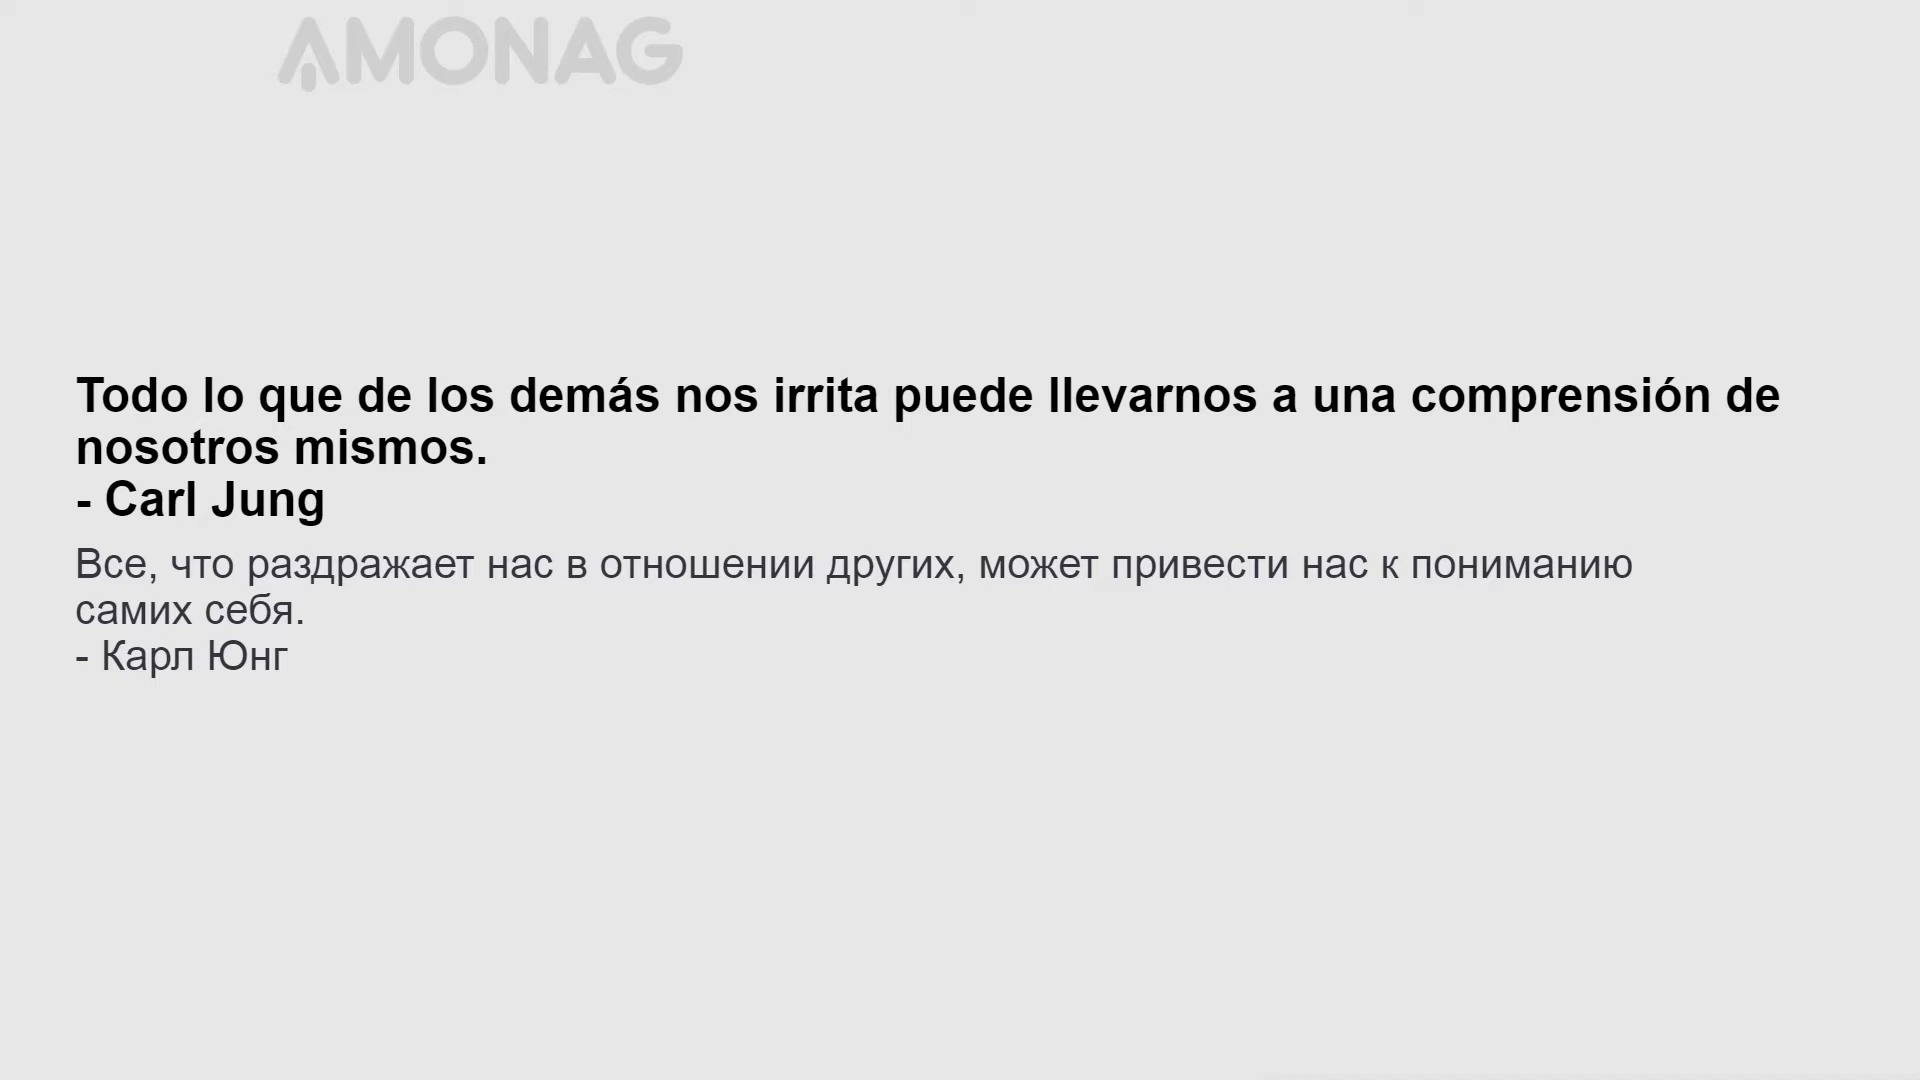 AMONAG
Todo lo que de los demás nos irrita puede llevarnos a una comprensión de
nosotros mismos.
- Carl Jung
Все, что раздражает нас в отношении других, может привести нас к пониманию
самих себя.
- Карл Юнг